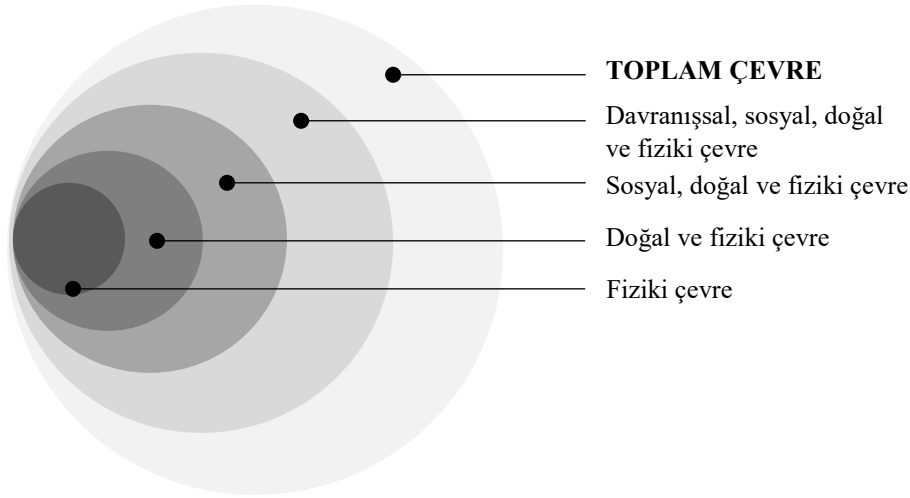 TOPLAM ÇEVRE
Davranışsal, sosyal, doğal
ve fiziki çevre
Sosyal, doğal ve fiziki çevre
Doğal ve fiziki çevre
Fiziki çevre